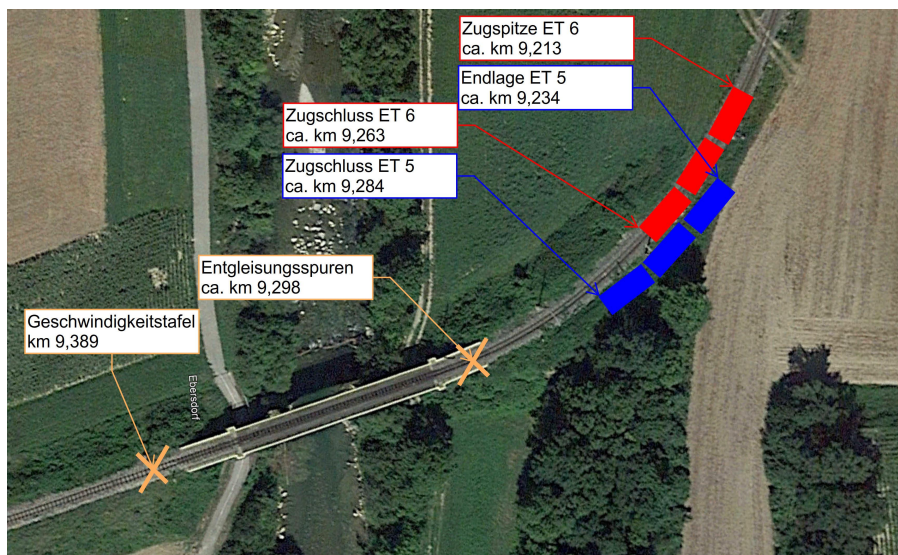 Zugspitze ET 6
ca. km 9,213
Endlage ET 5
ca. km 9,234
Zugschluss ET 6
ca. km 9,263
Zugschluss ET 5
ca. km 9,284
Entgleisungsspuren
ca. km 9,298
Geschwindigkeitstafel
km 9,389
Ebersdorf